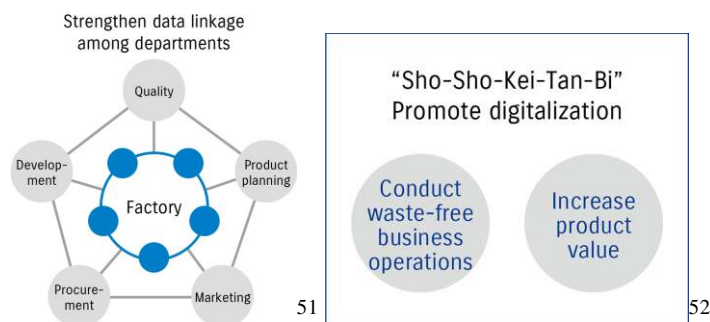 Strengthen data linkage
among departments
Quality
Develop-
ment
Product
planning
Factory
Procure-
ment
Marketing
51
“Sho-Sho-Kei-Tan-Bi”
Promote digitalization
Conduct
waste-free
business
operations
Increase
product
value
52